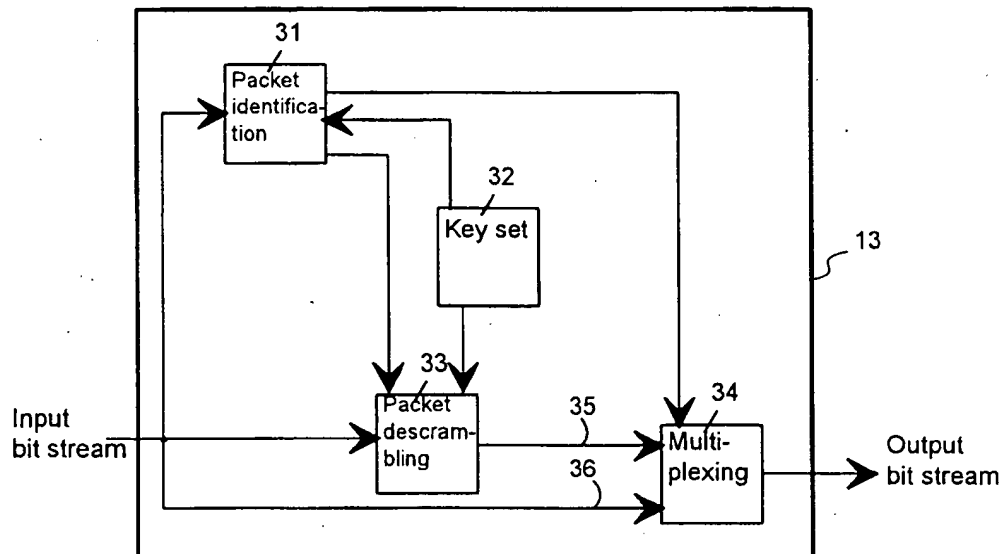 31
Packet
identifica-
tion
32
Key set
13
33
Packet
descram-
bling
35
34
Multi-
plexing
36
Input
bit stream
Output
bit stream